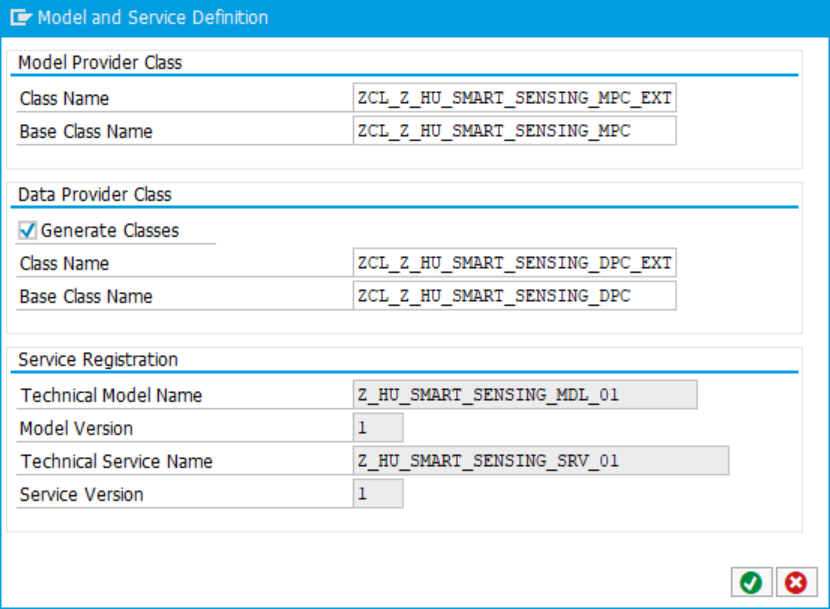 Model and Service Definition
Model Provider Class
Class Name ZCL_Z_HU_SMART_SENSING_MPC_EXT
Base Class Name ZCL_Z_HU_SMART_SENSING_MPC
Data Provider Class
Generate Classes
Class Name ZCL_Z_HU_SMART_SENSING_DPC_EXT
Base Class Name ZCL_Z_HU_SMART_SENSING_DPC
Service Registration
Technical Model Name Z_HU_SMART_SENSING_MDL_01
Model Version 1
Technical Service Name Z_HU_SMART_SENSING_SRV_01
Service Version 1